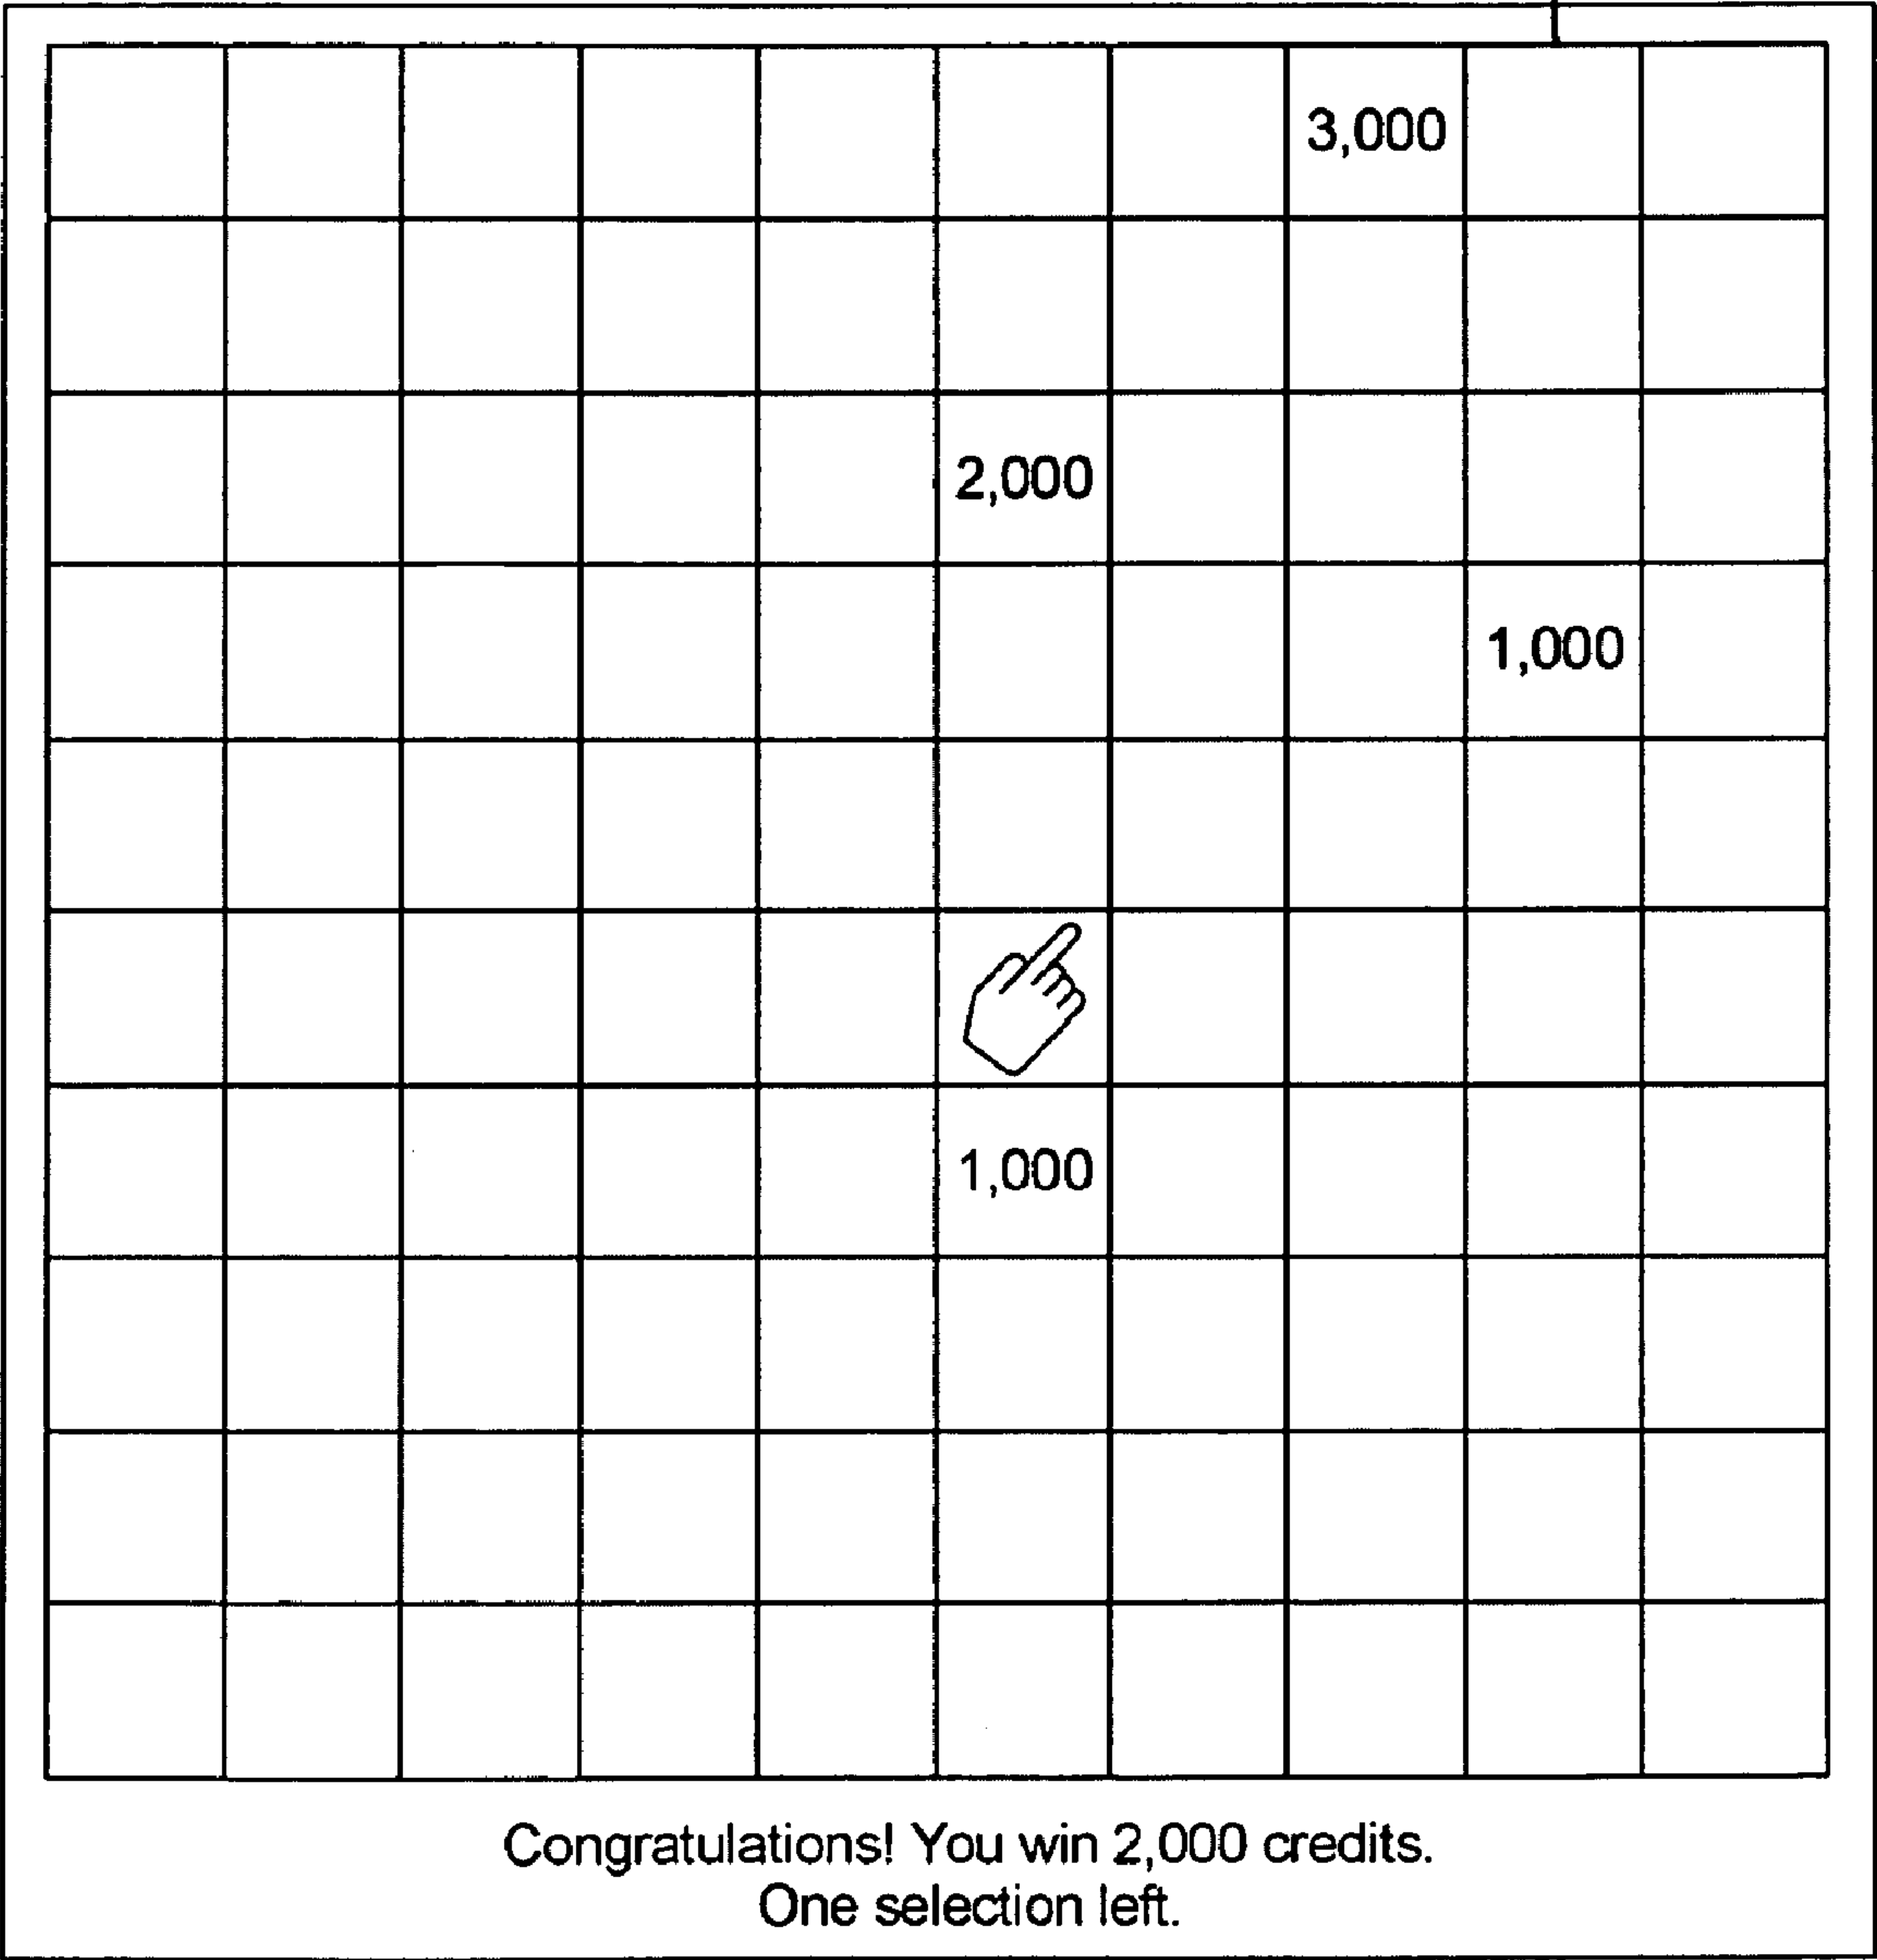 3,000
2,000
1,000
1,000
Congratulations! You win 2,000 credits.
One selection left.